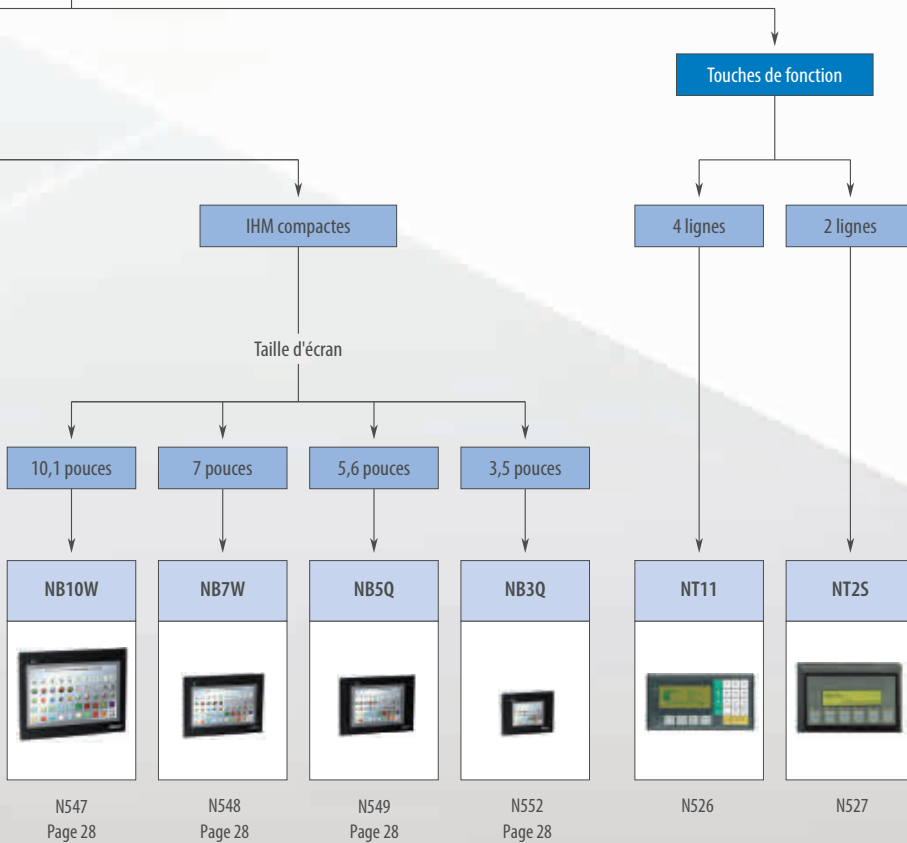 Touches de fonction
IHM compactes
4 lignes
2 lignes
Taille d'écran
10,1 pouces
7 pouces
5,6 pouces
3,5 pouces
NB10W
NB7W
NB5Q
NB3Q
NT11
NT2S
N547
N548
N549
N552
N526
N527
Page 28
Page 28
Page 28
Page 28